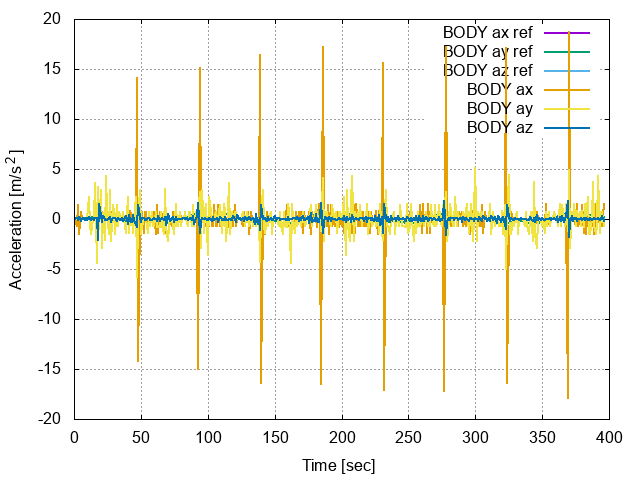 20
15
10
5
0
-5
-10
-15
-20
Acceleration [m/s²]
BODY ax ref
BODY ay ref
BODY az ref
BODY ax
BODY ay
BODY az
0 50 100 150 200 250 300 350 400
Time [sec]